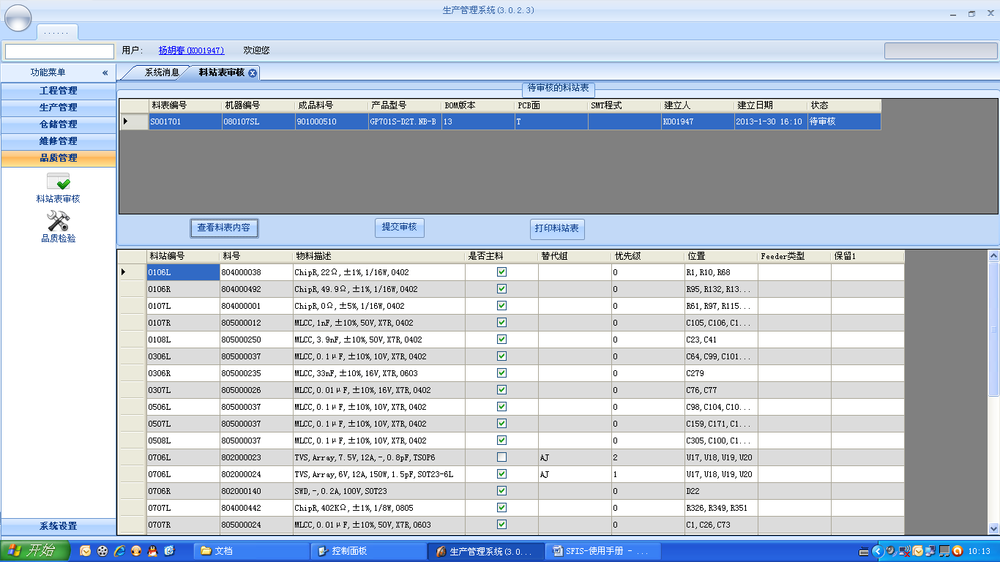 生产管理系统(3.0.2.3)
......
用户: 杨胡春(K001947) 欢迎您
功能菜单 «
系统消息 料站表审核
工程管理
生产管理
仓储管理
维修管理
品质管理
料站表审核
品质检验
系统设置
待审核的料站表
料表编号 机器编号 成品料号 产品型号 BOM版本 PCB面 SMT程式 建立人 建立日期 状态
S001701 080107SL 901000510 GP701S-D2T.NB-B 13 T K001947 2013-1-30 16:10 待审核
查看料表内容 提交审核 打印料站表
料站编号 料号 物料描述 是否主料 替代组 优先级 位置 Feeder类型 保留1
0106L 804000038 ChipR,22Ω,±1%,1/16W,0402 0 R1,R10,R68
0106R 804000492 ChipR,49.9Ω,±1%,1/16W,0402 0 R95,R132,R13...
0107L 804000001 ChipR,0Ω,±5%,1/16W,0402 0 R61,R97,R115...
0107R 805000012 MLCC,1nF,±10%,50V,X7R,0402 0 C105,C106,C1...
0108L 805000250 MLCC,3.9nF,±10%,50V,X7R,0402 0 C23,C41
0306L 805000037 MLCC,0.1μF,±10%,10V,X7R,0402 0 C64,C99,C101...
0306R 805000235 MLCC,33nF,±10%,16V,X7R,0603 0 C279
0307L 805000026 MLCC,0.01μF,±10%,16V,X7R,0402 0 C76,C77
0506L 805000037 MLCC,0.1μF,±10%,10V,X7R,0402 0 C98,C104,C10...
0507L 805000037 MLCC,0.1μF,±10%,10V,X7R,0402 0 C159,C171,C1...
0508L 805000037 MLCC,0.1μF,±10%,10V,X7R,0402 0 C305,C100,C1...
0706L 802000023 TVS,Array,7.5V,12A,-,0.8pF,TSOP6 AJ 2 U17,U18,U19,U20
0706L 802000024 TVS,Array,6V,12A,150W,1.5pF,SOT23-6L AJ 1 U17,U18,U19,U20
0706R 802000140 SWD,-,0.2A,100V,SOT23 0 D22
0707L 804000442 ChipR,402KΩ,±1%,1/8W,0805 0 R326,R349,R351
0707R 805000024 MLCC,0.01μF,±10%,50V,X7R,0603 0 C1,C26,C73
开始 文档 控制面板 生产管理系统(3.0... SFIS-使用手册 - ... 10:13